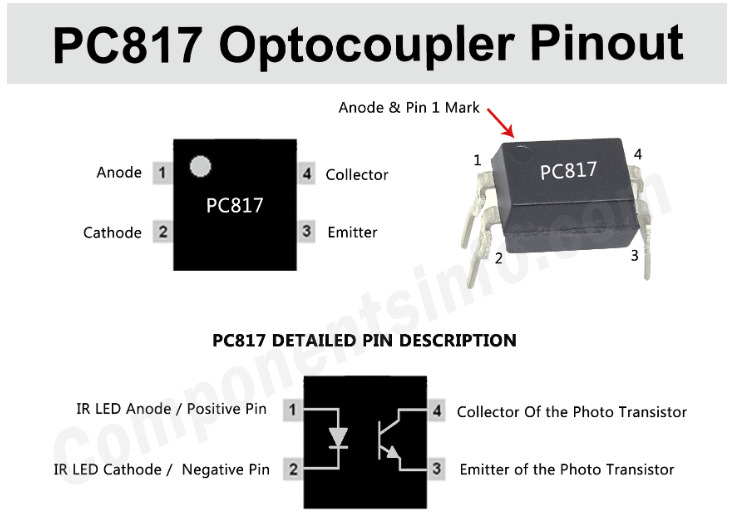 PC817 Optocoupler Pinout
Anode & Pin 1 Mark
Anode 1 PC817 4 Collector
Cathode 2 3 Emitter
1 PC817 4
2 3
PC817 DETAILED PIN DESCRIPTION
IR LED Anode / Positive Pin 1 4 Collector Of the Photo Transistor
IR LED Cathode / Negative Pin 2 3 Emitter of the Photo Transistor
Componentsinfo.com